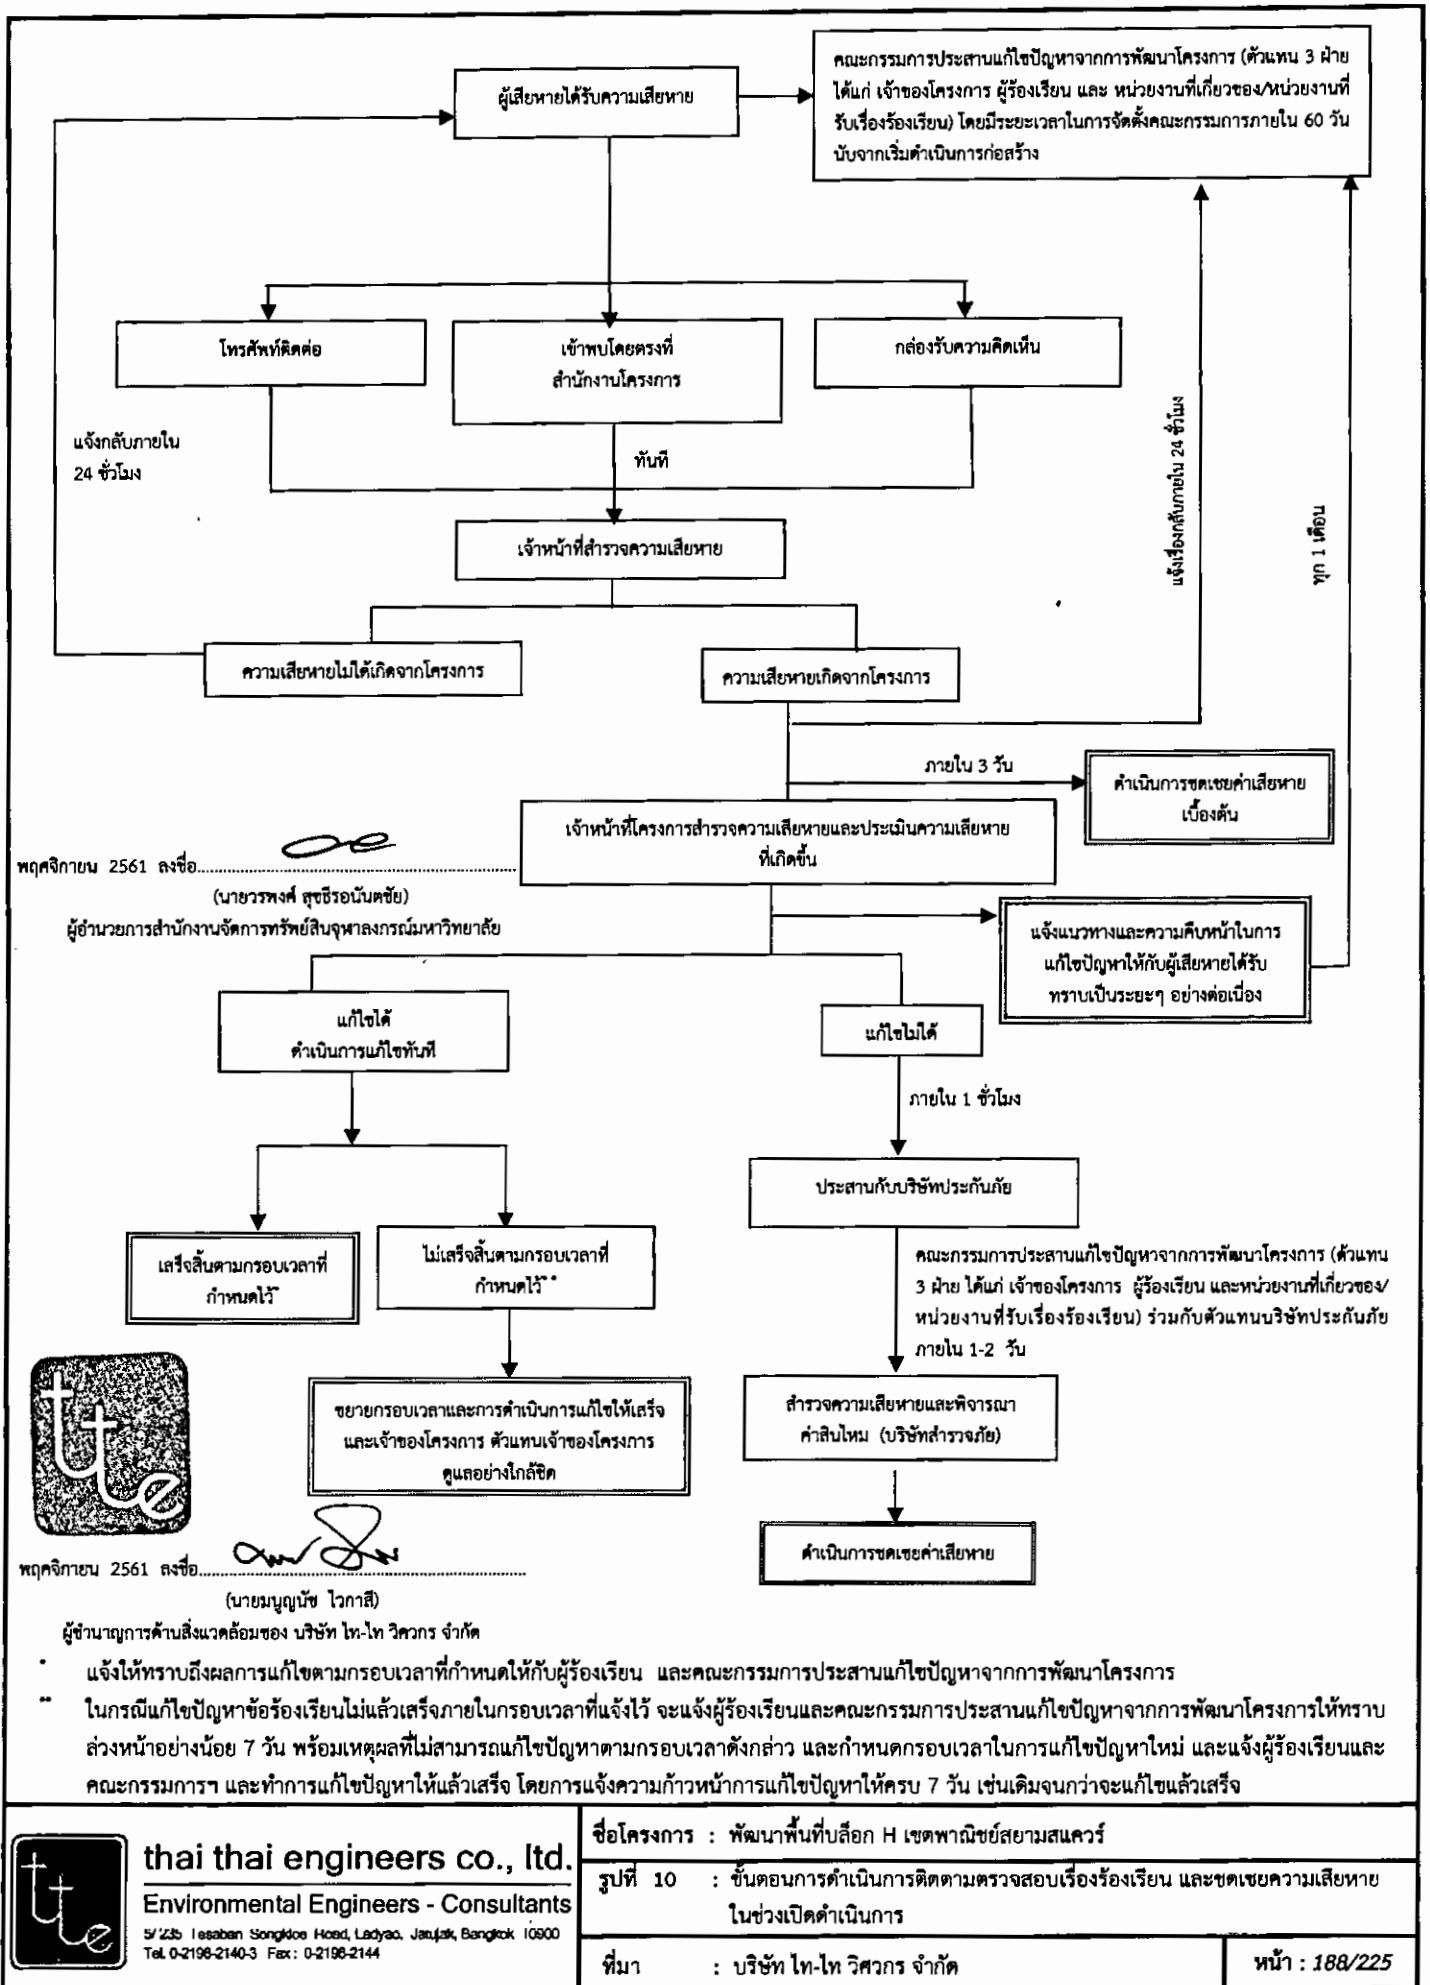 ผู้เสียหายได้รับความเสียหาย
คณะกรรมการประสานแก้ไขปัญหาจากการพัฒนาโครงการ (ตัวแทน 3 ฝ่าย
ได้แก่ เจ้าของโครงการ ผู้ร้องเรียน และ หน่วยงานที่เกี่ยวของ/หน่วยงานที่
รับเรื่องร้องเรียน) โดยมีระยะเวลาในการจัดตั้งคณะกรรมการภายใน 60 วัน
นับจากเริ่มดำเนินการก่อสร้าง
โทรศัพท์ติดต่อ
เข้าพบโดยตรงที่
สำนักงานโครงการ
กล่องรับความคิดเห็น
แจ้งกลับภายใน
24 ชั่วโมง
ทันที
แจ้งเรื่องกลับภายใน 24 ชั่วโมง
ทุก 1 เดือน
เจ้าหน้าที่สำรวจความเสียหาย
ความเสียหายไม่ได้เกิดจากโครงการ
ความเสียหายเกิดจากโครงการ
ภายใน 3 วัน
ดำเนินการชดเชยค่าเสียหาย
เบื้องต้น
เจ้าหน้าที่โครงการสำรวจความเสียหายและประเมินความเสียหาย
ที่เกิดขึ้น
พฤศจิกายน 2561 ลงชื่อ
(นายวรพงศ์ สุขธีรอนันตชัย)
ผู้อำนวยการสำนักงานจัดการทรัพย์สินจุฬาลงกรณ์มหาวิทยาลัย
แจ้งแนวทางและความคืบหน้าในการ
แก้ไขปัญหาให้กับผู้เสียหายได้รับ
ทราบเป็นระยะๆ อย่างต่อเนื่อง
แก้ไขได้
ดำเนินการแก้ไขทันที
แก้ไขไม่ได้
ภายใน 1 ชั่วโมง
ประสานกับบริษัทประกันภัย
เสร็จสิ้นตามกรอบเวลาที่
กำหนดไว้*
ไม่เสร็จสิ้นตามกรอบเวลาที่
กำหนดไว้**
คณะกรรมการประสานแก้ไขปัญหาจากการพัฒนาโครงการ (ตัวแทน
3 ฝ่าย ได้แก่ เจ้าของโครงการ ผู้ร้องเรียน และหน่วยงานที่เกี่ยวของ/
หน่วยงานที่รับเรื่องร้องเรียน) ร่วมกับตัวแทนบริษัทประกันภัย
ภายใน 1-2 วัน
tte
ขยายกรอบเวลาและการดำเนินการแก้ไขให้เสร็จ
และเจ้าของโครงการ ตัวแทนเจ้าของโครงการ
ดูแลอย่างใกล้ชิด
สำรวจความเสียหายและพิจารณา
ค่าสินไหม (บริษัทสำรวจภัย)
ดำเนินการชดเชยค่าเสียหาย
พฤศจิกายน 2561 ลงชื่อ
(นายมนูญนัช ไวกาสี)
ผู้ชำนาญการด้านสิ่งแวดล้อมของ บริษัท ไท-ไท วิศวกร จำกัด
* แจ้งให้ทราบถึงผลการแก้ไขตามกรอบเวลาที่กำหนดให้กับผู้ร้องเรียน และคณะกรรมการประสานแก้ไขปัญหาจากการพัฒนาโครงการ
** ในกรณีแก้ไขปัญหาข้อร้องเรียนไม่แล้วเสร็จภายในกรอบเวลาที่แจ้งไว้ จะแจ้งผู้ร้องเรียนและคณะกรรมการประสานแก้ไขปัญหาจากการพัฒนาโครงการให้ทราบ
ล่วงหน้าอย่างน้อย 7 วัน พร้อมเหตุผลที่ไม่สามารถแก้ไขปัญหาตามกรอบเวลาดังกล่าว และกำหนดกรอบเวลาในการแก้ไขปัญหาใหม่ และแจ้งผู้ร้องเรียนและ
คณะกรรมการฯ และทำการแก้ไขปัญหาให้แล้วเสร็จ โดยการแจ้งความก้าวหน้าการแก้ไขปัญหาให้ครบ 7 วัน เช่นเดิมจนกว่าจะแก้ไขแล้วเสร็จ
tte
thai thai engineers co., ltd.
Environmental Engineers - Consultants
5/235 Tesaban Songkloe Road, Ladyao, Jatujak, Bangkok 10900
Tel. 0-2196-2140-3 Fax : 0-2196-2144
ชื่อโครงการ : พัฒนาพื้นที่บล็อก H เขตพาณิชย์สยามสแควร์
รูปที่ 10 : ขั้นตอนการดำเนินการติดตามตรวจสอบเรื่องร้องเรียน และชดเชยความเสียหาย
ในช่วงเปิดดำเนินการ
ที่มา : บริษัท ไท-ไท วิศวกร จำกัด
หน้า : 188/225